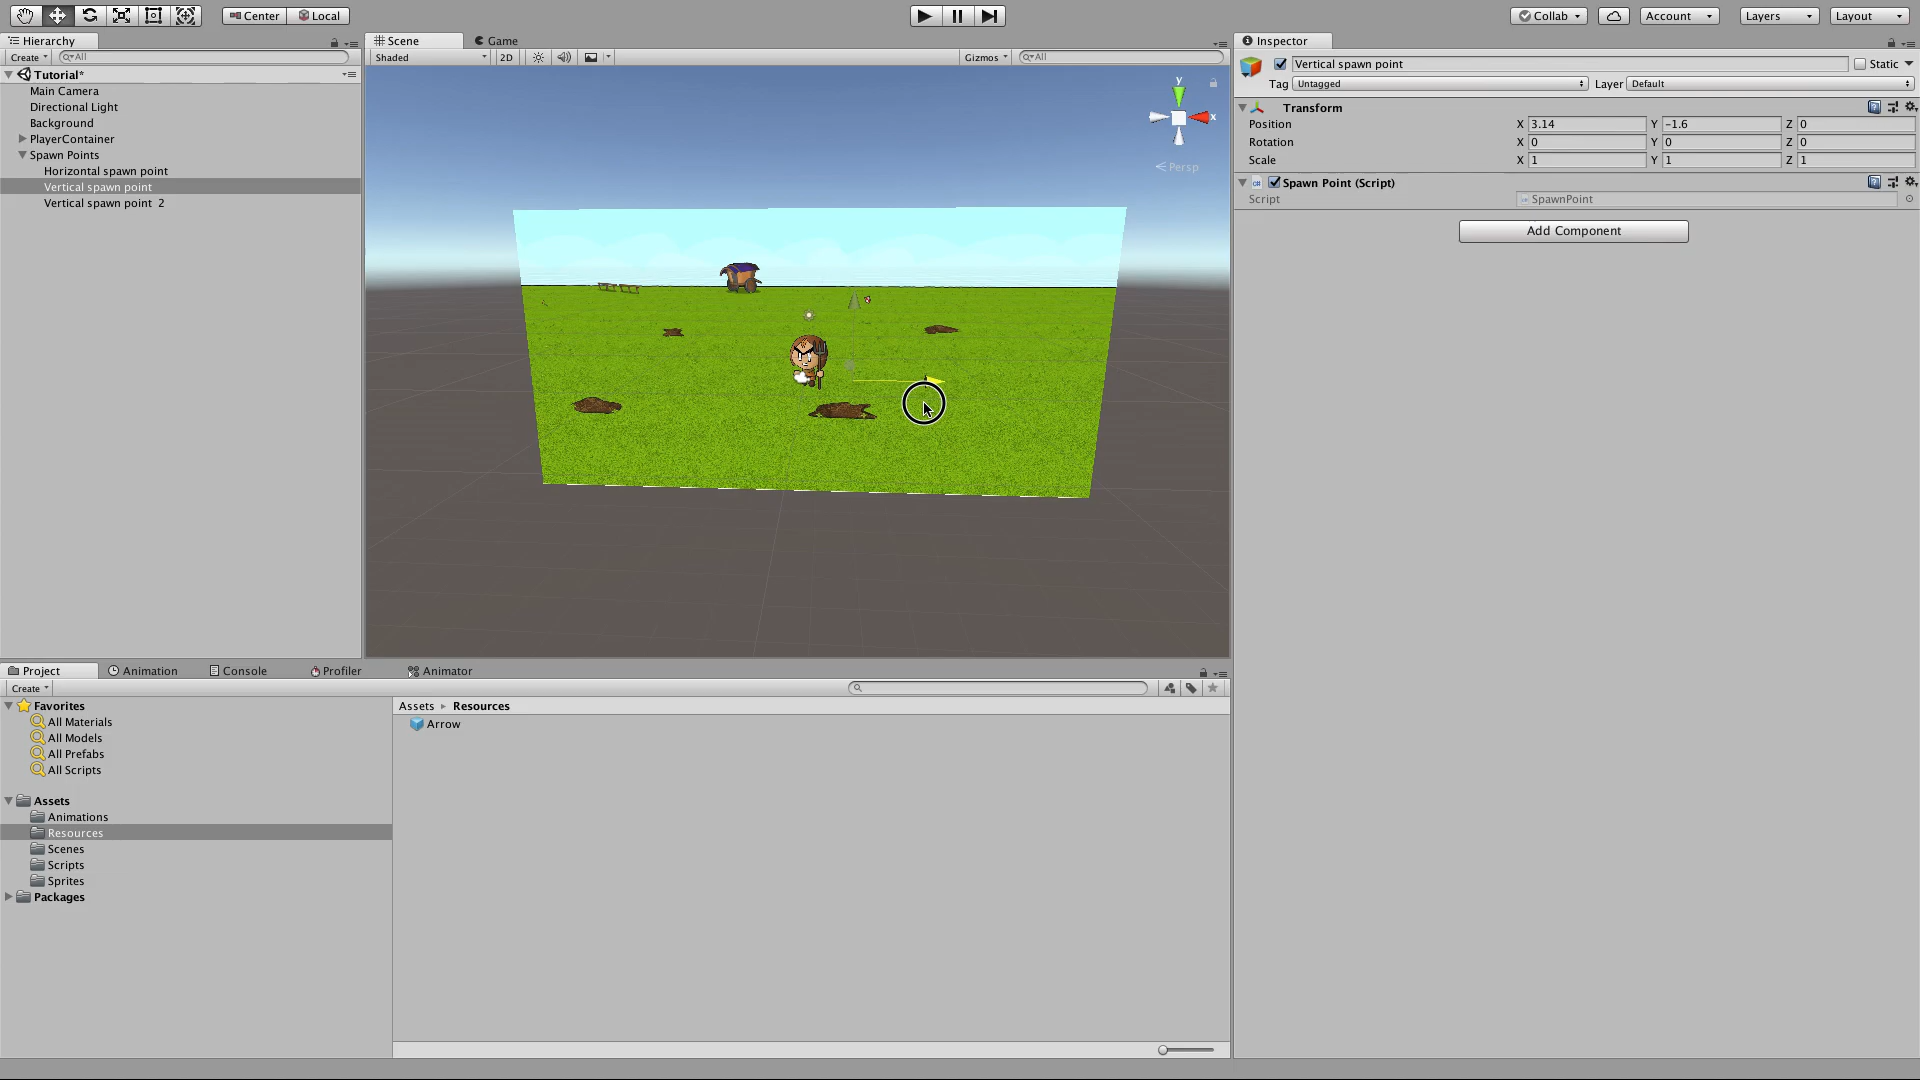 Center Local
Collab Account Layers Layout
Hierarchy
Create All
Tutorial*
Main Camera
Directional Light
Background
PlayerContainer
Spawn Points
Horizontal spawn point
Vertical spawn point
Vertical spawn point 2
Scene Game
Shaded 2D Gizmos All
y
x
Persp
Inspector
Vertical spawn point Static
Tag Untagged Layer Default
Transform
Position X 3.14 Y -1.6 Z 0
Rotation X 0 Y 0 Z 0
Scale X 1 Y 1 Z 1
Spawn Point (Script)
Script SpawnPoint
Add Component
Project Animation Console Profiler Animator
Create
Favorites
All Materials
All Models
All Prefabs
All Scripts
Assets
Animations
Resources
Scenes
Scripts
Sprites
Packages
Assets Resources
Arrow